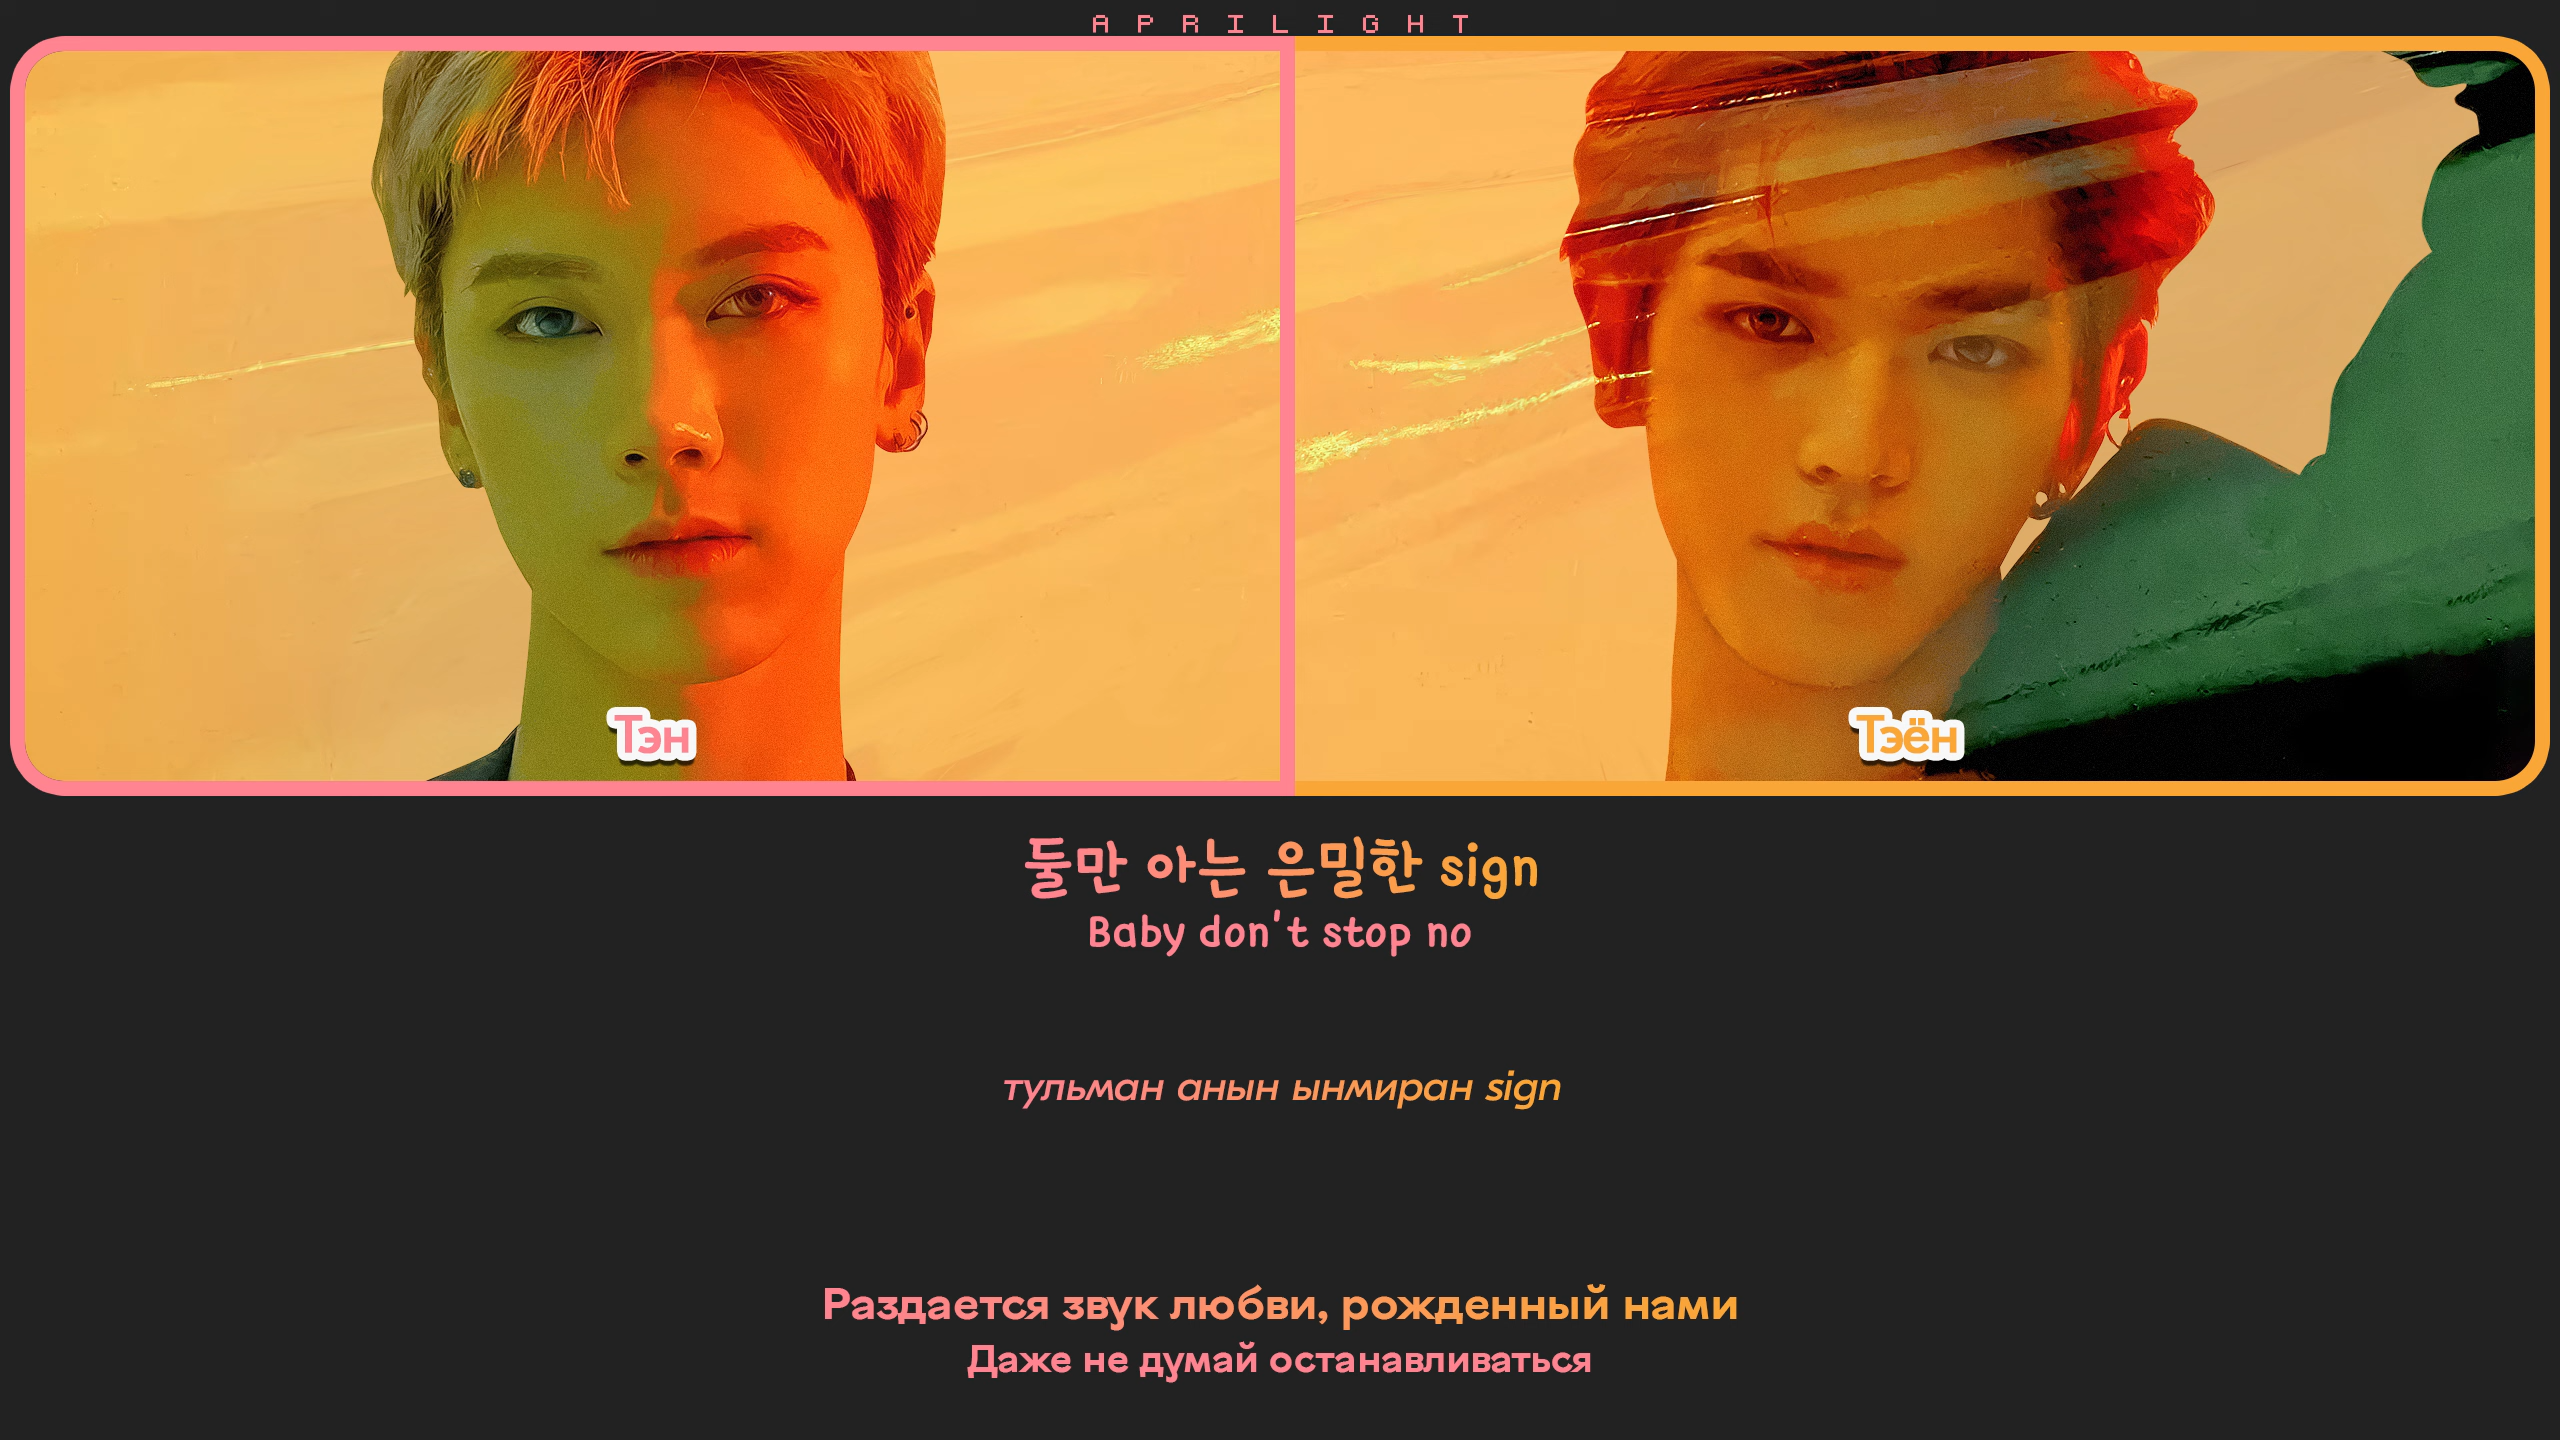 APRILIGHT
Тэн
Тэён
둘만 아는 은밀한 sign
Baby don't stop no
тульман анын ынмиран sign
Раздается звук любви, рожденный нами
Даже не думай останавливаться